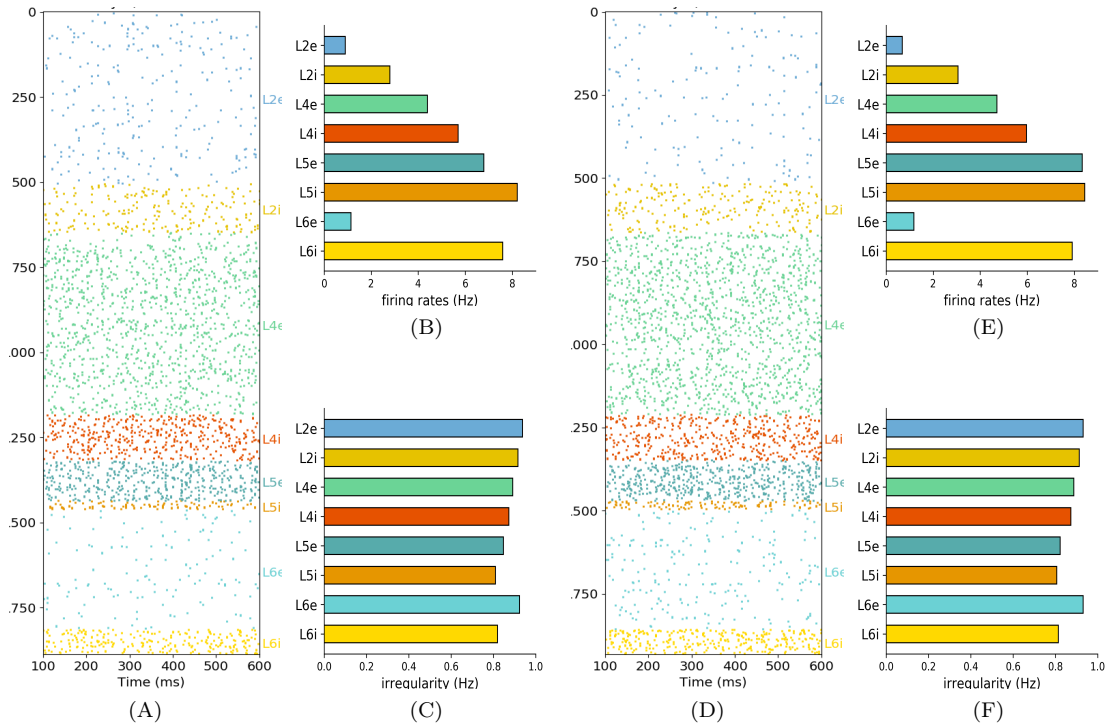 0
250
500
750
.000
.250
.500
.750
L2e
L2i
L4e
L4i
L5e
L5i
L6e
L6i
100 200 300 400 500 600
Time (ms)
(A)
L2e
L2i
L4e
L4i
L5e
L5i
L6e
L6i
0 2 4 6 8
firing rates (Hz)
(B)
L2e
L2i
L4e
L4i
L5e
L5i
L6e
L6i
0.0 0.2 0.4 0.6 0.8 1.0
irregularity (Hz)
(C)
0
250
500
750
.000
.250
.500
.750
L2e
L2i
L4e
L4i
L5e
L5i
L6e
L6i
100 200 300 400 500 600
Time (ms)
(D)
L2e
L2i
L4e
L4i
L5e
L5i
L6e
L6i
0 2 4 6 8
firing rates (Hz)
(E)
L2e
L2i
L4e
L4i
L5e
L5i
L6e
L6i
0.0 0.2 0.4 0.6 0.8 1.0
irregularity (Hz)
(F)